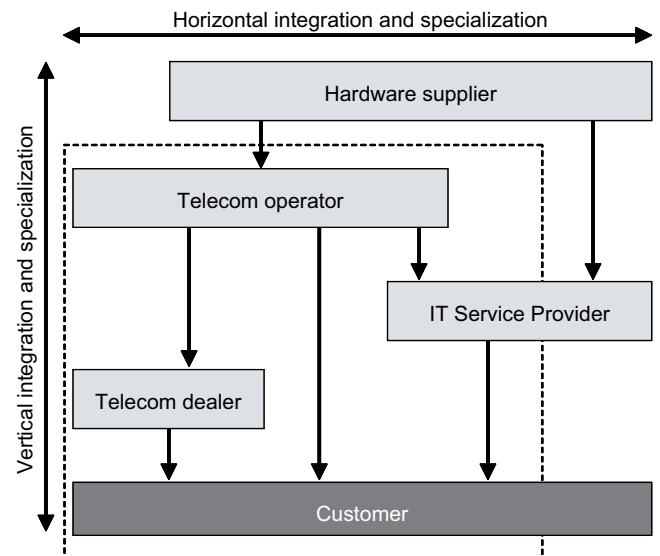 Horizontal integration and specialization
Vertical integration and specialization
Hardware supplier
Telecom operator
IT Service Provider
Telecom dealer
Customer